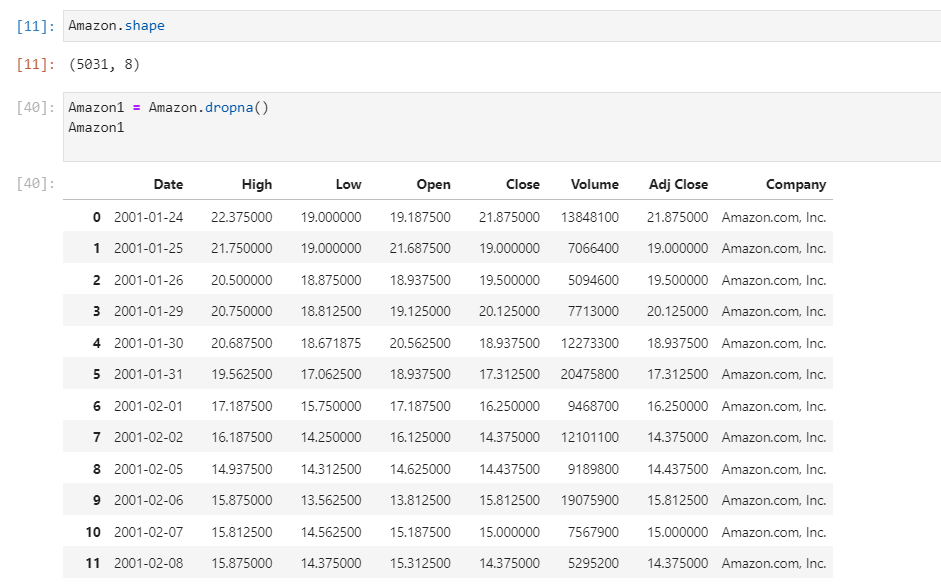 [11]: Amazon.shape
[11]: (5031, 8)
[40]: Amazon1 = Amazon.dropna()
Amazon1
[40]:
Date High Low Open Close Volume Adj Close Company
0 2001-01-24 22.375000 19.000000 19.187500 21.875000 13848100 21.875000 Amazon.com, Inc.
1 2001-01-25 21.750000 19.000000 21.687500 19.000000 7066400 19.000000 Amazon.com, Inc.
2 2001-01-26 20.500000 18.875000 18.937500 19.500000 5094600 19.500000 Amazon.com, Inc.
3 2001-01-29 20.750000 18.812500 19.125000 20.125000 7713000 20.125000 Amazon.com, Inc.
4 2001-01-30 20.687500 18.671875 20.562500 18.937500 12273300 18.937500 Amazon.com, Inc.
5 2001-01-31 19.562500 17.062500 18.937500 17.312500 20475800 17.312500 Amazon.com, Inc.
6 2001-02-01 17.187500 15.750000 17.187500 16.250000 9468700 16.250000 Amazon.com, Inc.
7 2001-02-02 16.187500 14.250000 16.125000 14.375000 12101100 14.375000 Amazon.com, Inc.
8 2001-02-05 14.937500 14.312500 14.625000 14.437500 9189800 14.437500 Amazon.com, Inc.
9 2001-02-06 15.875000 13.562500 13.812500 15.812500 19075900 15.812500 Amazon.com, Inc.
10 2001-02-07 15.812500 14.562500 15.187500 15.000000 7567900 15.000000 Amazon.com, Inc.
11 2001-02-08 15.875000 14.375000 15.312500 14.375000 5295200 14.375000 Amazon.com, Inc.